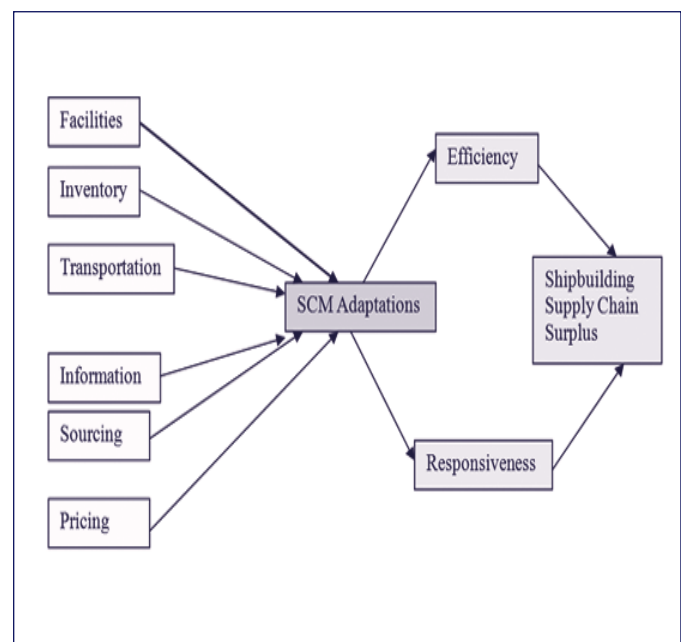 Facilities
Inventory
Transportation
Information
Sourcing
Pricing
SCM Adaptations
Efficiency
Responsiveness
Shipbuilding
Supply Chain
Surplus